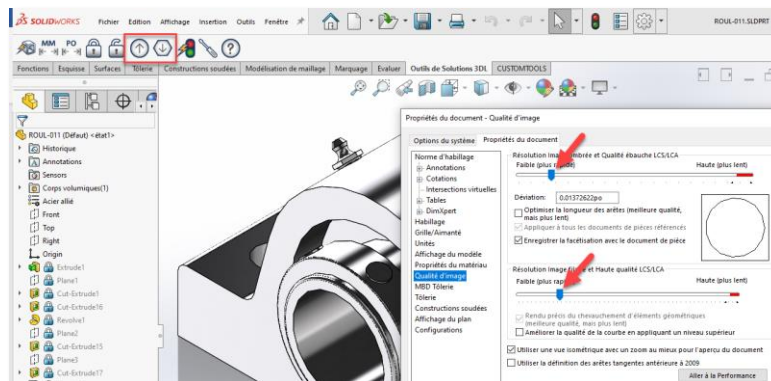 SOLIDWORKS Fichier Edition Affichage Insertion Outils Fenêtre ROUL-011.SLDPRT
MM PO
Fonctions Esquisse Surfaces Tôlerie Constructions soudées Modélisation de maillage Marquage Evaluer Outils de Solutions 3DL CUSTOMTOOLS
ROUL-011 (Défaut) <état1>
Historique
Annotations
Sensors
Corps volumiques(1)
Acier allié
Front
Top
Right
Origin
Extrude1
Plane1
Cut-Extrude5
Cut-Extrude16
Revolve1
Plane2
Cut-Extrude15
Plane3
Cut-Extrude17
Propriétés du document - Qualité d'image
Options du système Propriétés du document
Norme d'habillage
Annotations
Cotations
Intersections virtuelles
Tables
DimXpert
Habillage
Grille/Aimanté
Unités
Affichage du modèle
Propriétés du matériau
Qualité d'image
MBD Tôlerie
Tôlerie
Constructions soudées
Affichage du plan
Configurations
Résolution Image ombrée et Qualité ébauche LCS/LCA
Faible (plus rapide) Haute (plus lent)
Déviation: 0.01372622po
Optimiser la longueur des arêtes (meilleure qualité, mais plus lent)
Appliquer à tous les documents de pièces référencés
Enregistrer la facétisation avec le document de pièce
Résolution Image filaire et Haute qualité LCS/LCA
Faible (plus rapide) Haute (plus lent)
Rendu précis du chevauchement d'éléments géométriques
(meilleure qualité, mais plus lent)
Améliorer la qualité de la courbe en appliquant un niveau supérieur
Utiliser une vue isométrique avec un zoom au mieux pour l'aperçu du document
Utiliser la définition des arêtes tangentes antérieure à 2009
Aller à la Performance